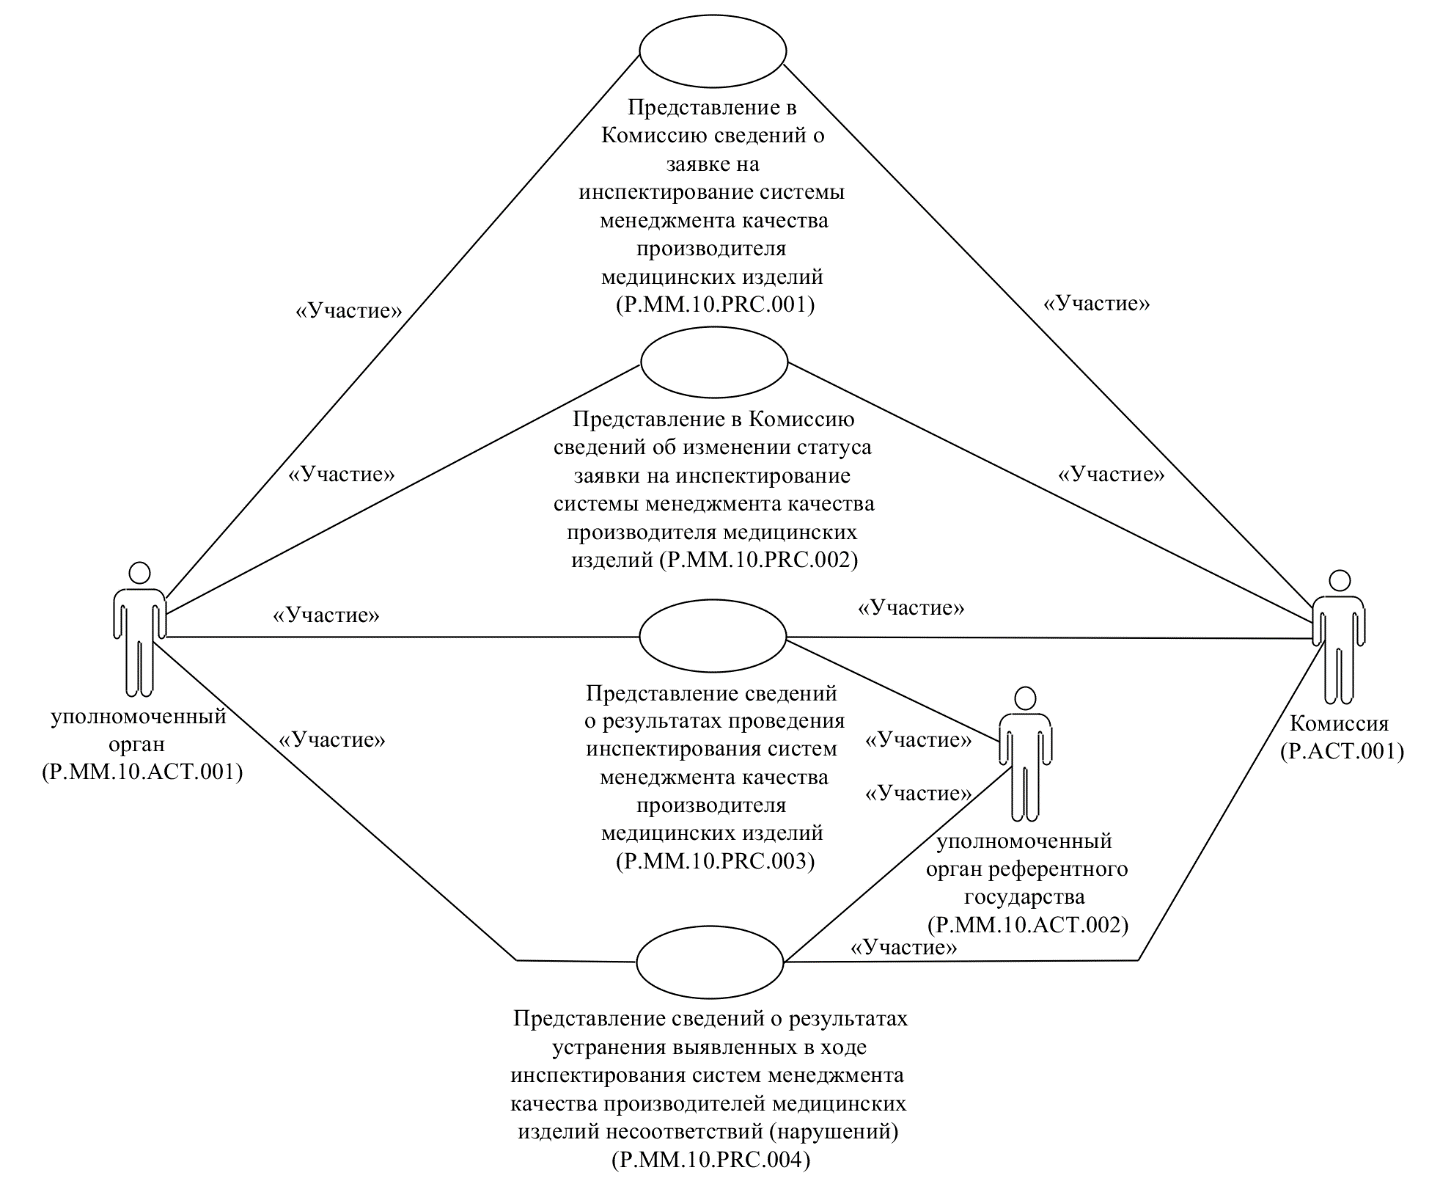 Представление в
Комиссию сведений о
заявке на
инспектирование системы
менеджмента качества
производителя
медицинских изделий
(P.MM.10.PRC.001)
«Участие»
«Участие»
Представление в Комиссию
сведений об изменении статуса
заявки на инспектирование
системы менеджмента качества
производителя медицинских
изделий (P.MM.10.PRC.002)
«Участие»
«Участие»
«Участие»
«Участие»
Представление сведений
о результатах проведения
инспектирования систем
менеджмента качества
производителя
медицинских изделий
(P.MM.10.PRC.003)
уполномоченный
орган
(P.MM.10.ACT.001)
«Участие»
«Участие»
«Участие»
Комиссия
(P.ACT.001)
уполномоченный
орган референтного
государства
(P.MM.10.ACT.002)
«Участие»
Представление сведений о результатах
устранения выявленных в ходе
инспектирования систем менеджмента
качества производителей медицинских
изделий несоответствий (нарушений)
(P.MM.10.PRC.004)